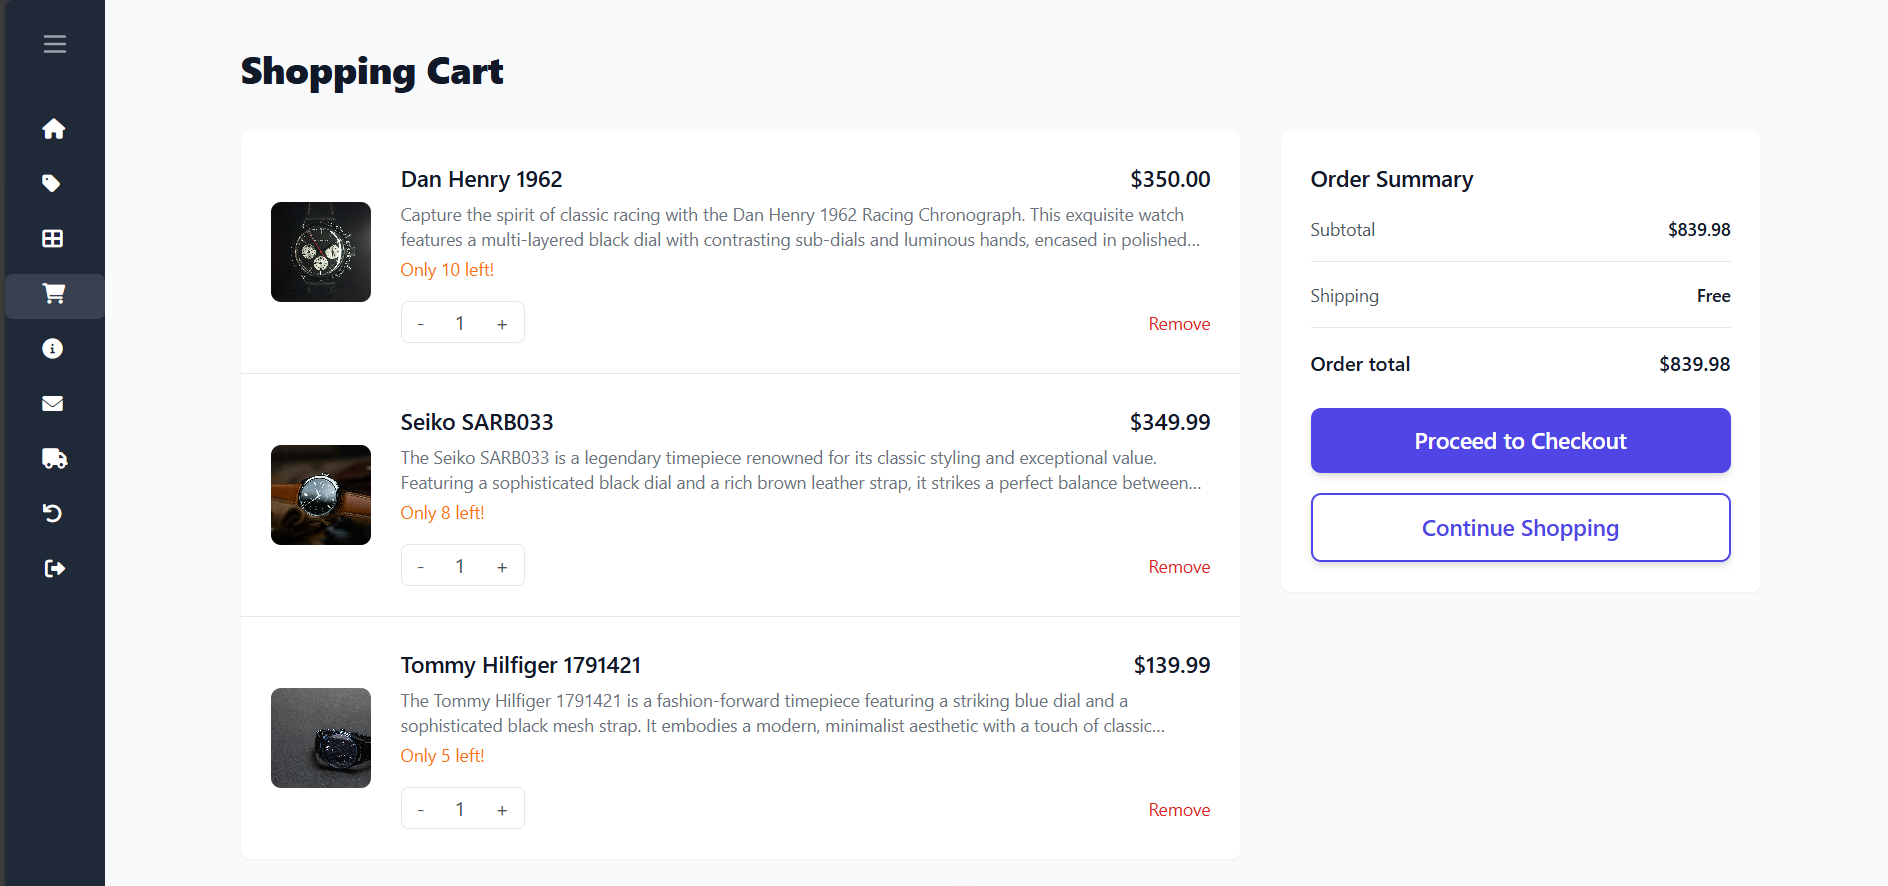 Shopping Cart
Dan Henry 1962
$350.00
Capture the spirit of classic racing with the Dan Henry 1962 Racing Chronograph. This exquisite watch
features a multi-layered black dial with contrasting sub-dials and luminous hands, encased in polished...
Only 10 left!
- 1 +
Remove
Seiko SARB033
$349.99
The Seiko SARB033 is a legendary timepiece renowned for its classic styling and exceptional value.
Featuring a sophisticated black dial and a rich brown leather strap, it strikes a perfect balance between...
Only 8 left!
- 1 +
Remove
Tommy Hilfiger 1791421
$139.99
The Tommy Hilfiger 1791421 is a fashion-forward timepiece featuring a striking blue dial and a
sophisticated black mesh strap. It embodies a modern, minimalist aesthetic with a touch of classic...
Only 5 left!
- 1 +
Remove
Order Summary
Subtotal $839.98
Shipping Free
Order total $839.98
Proceed to Checkout
Continue Shopping